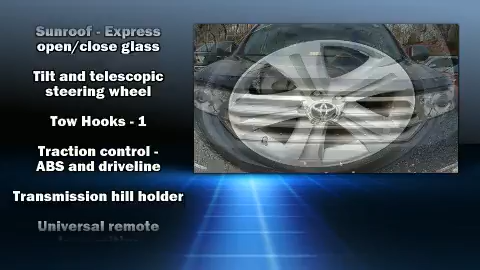 Sunroof - Express
open/close glass
Tilt and telescopic
steering wheel
Tow Hooks - 1
Traction control -
ABS and driveline
Transmission hill holder
Universal remote